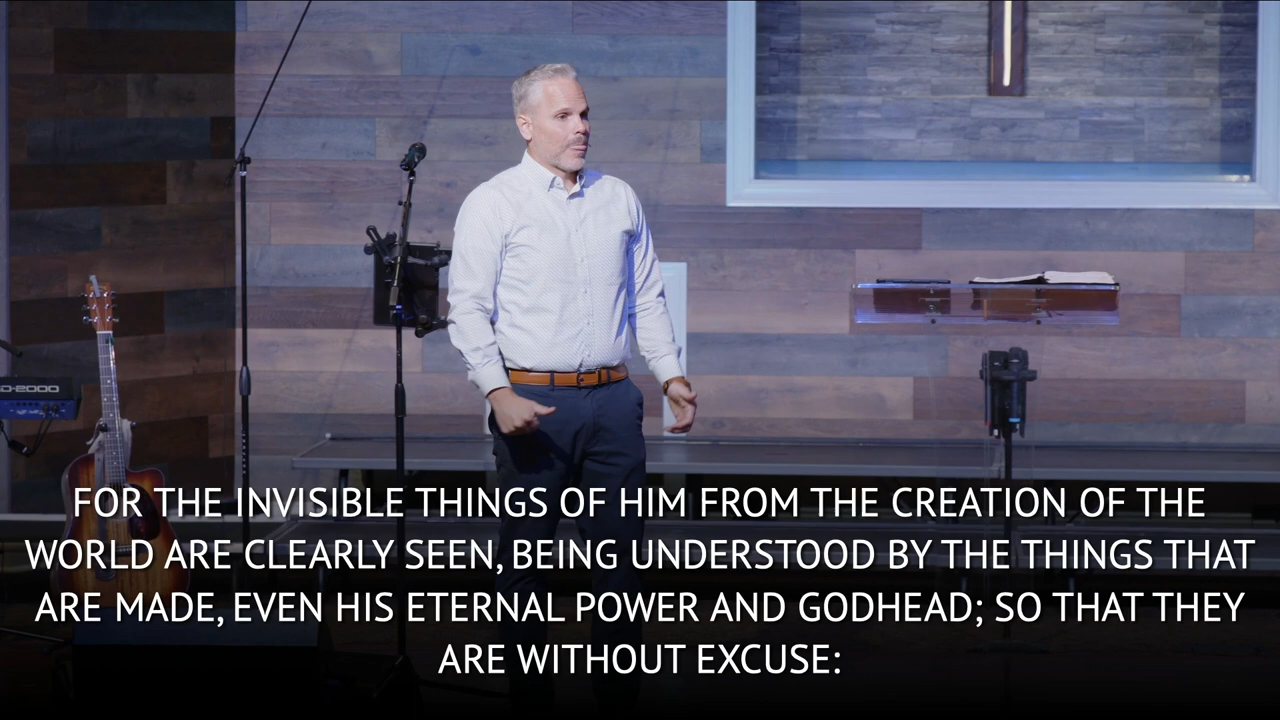 D-2000
FOR THE INVISIBLE THINGS OF HIM FROM THE CREATION OF THE
WORLD ARE CLEARLY SEEN, BEING UNDERSTOOD BY THE THINGS THAT
ARE MADE, EVEN HIS ETERNAL POWER AND GODHEAD; SO THAT THEY
ARE WITHOUT EXCUSE: